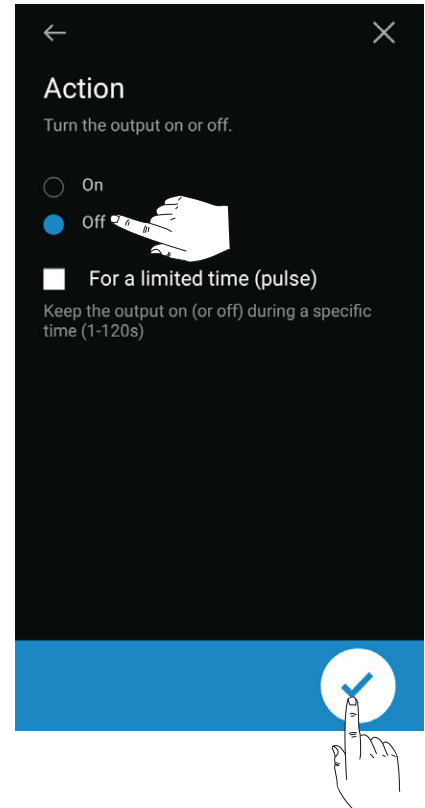 Action
Turn the output on or off.
On
Off
For a limited time (pulse)
Keep the output on (or off) during a specific
time (1-120s)